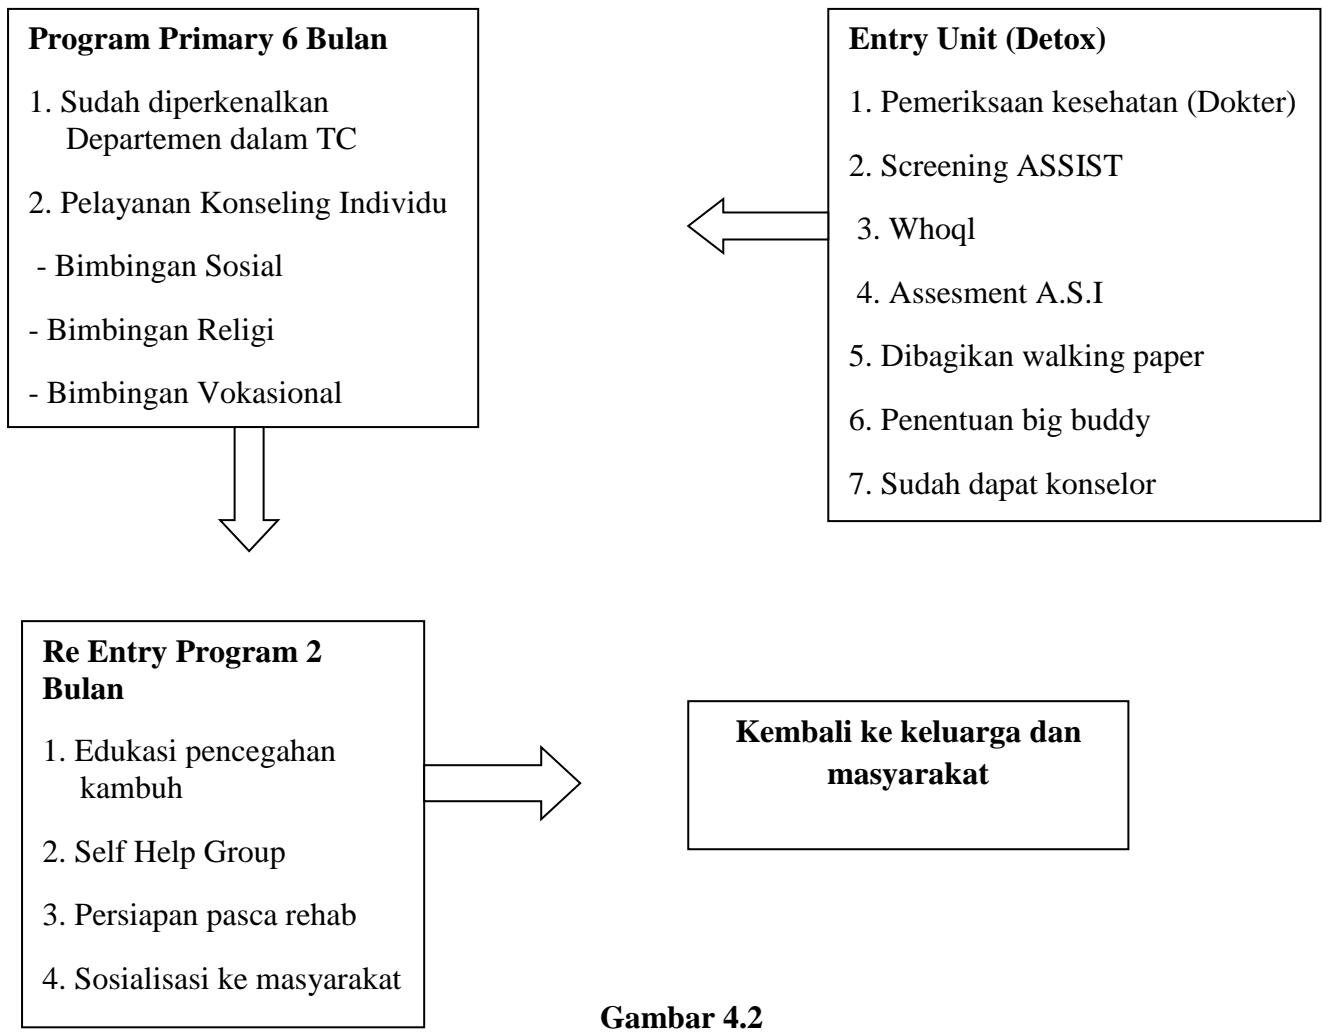 Program Primary 6 Bulan
1. Sudah diperkenalkan
Departemen dalam TC
2. Pelayanan Konseling Individu
- Bimbingan Sosial
- Bimbingan Religi
- Bimbingan Vokasional
Entry Unit (Detox)
1. Pemeriksaan kesehatan (Dokter)
2. Screening ASSIST
3. Whoql
4. Assesment A.S.I
5. Dibagikan walking paper
6. Penentuan big buddy
7. Sudah dapat konselor
Re Entry Program 2
Bulan
1. Edukasi pencegahan
kambuh
2. Self Help Group
3. Persiapan pasca rehab
4. Sosialisasi ke masyarakat
Kembali ke keluarga dan
masyarakat
Gambar 4.2